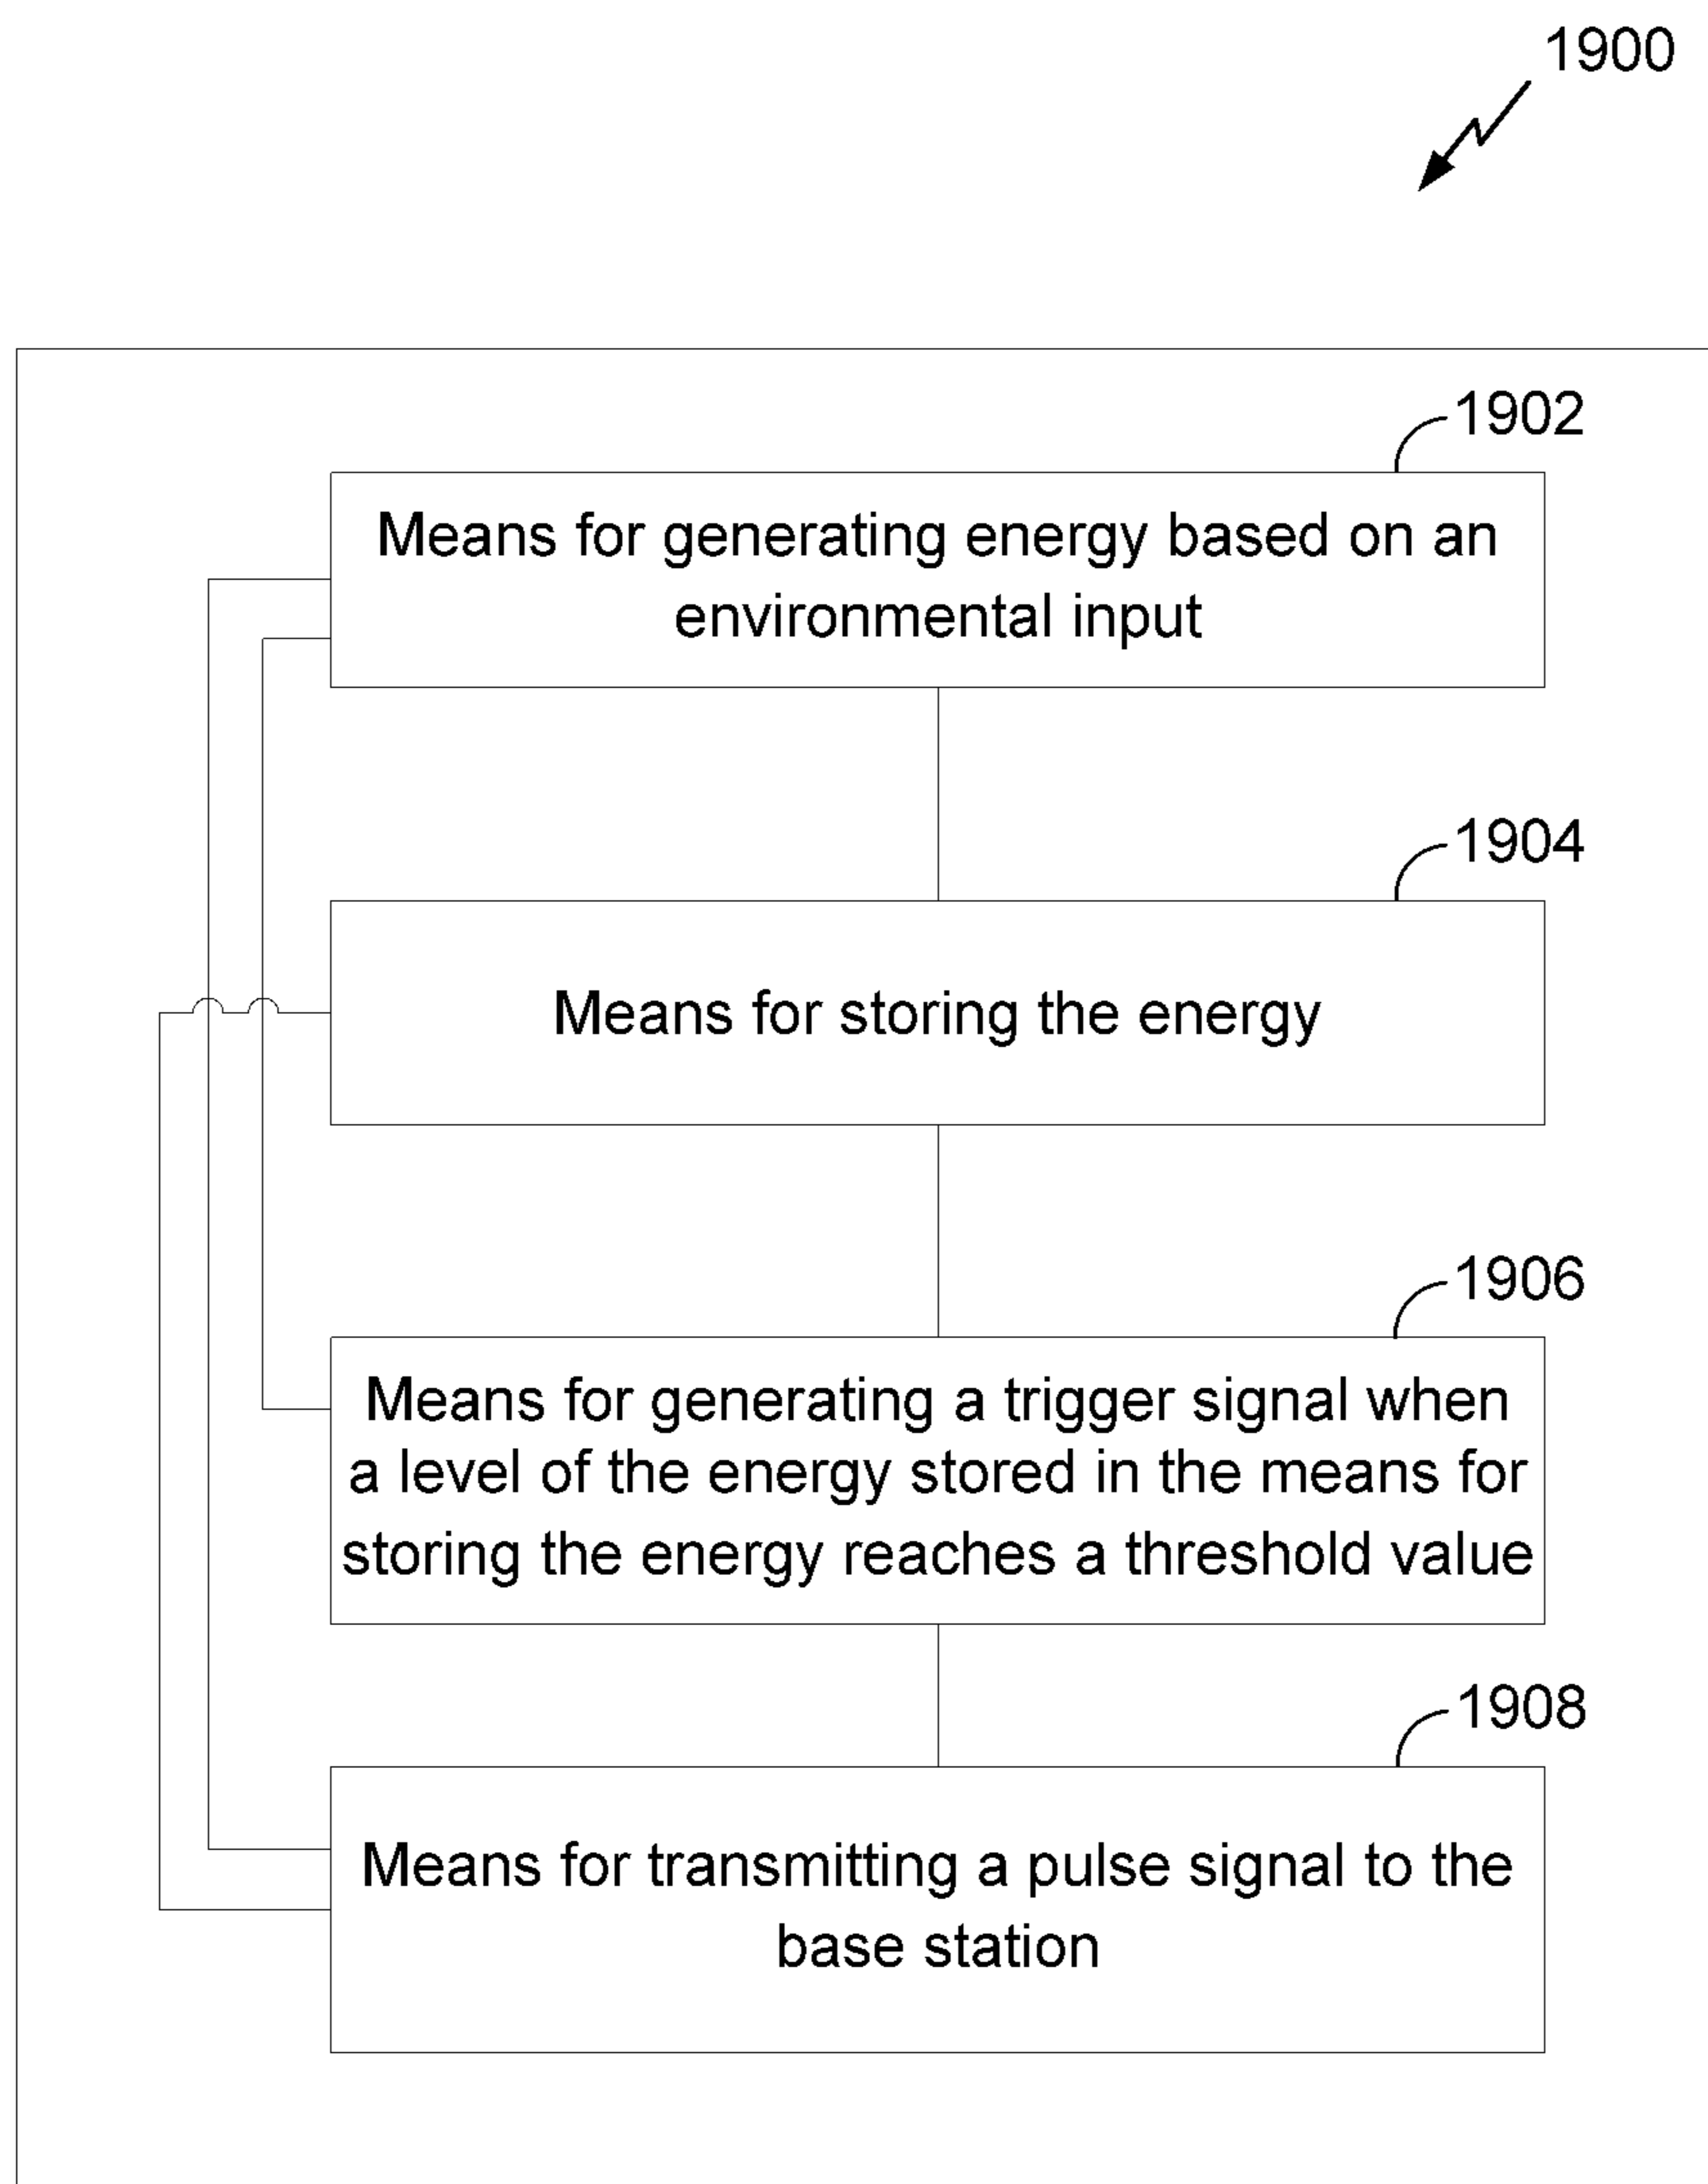 1900
1902
Means for generating energy based on an
environmental input
1904
Means for storing the energy
1906
Means for generating a trigger signal when
a level of the energy stored in the means for
storing the energy reaches a threshold value
1908
Means for transmitting a pulse signal to the
base station